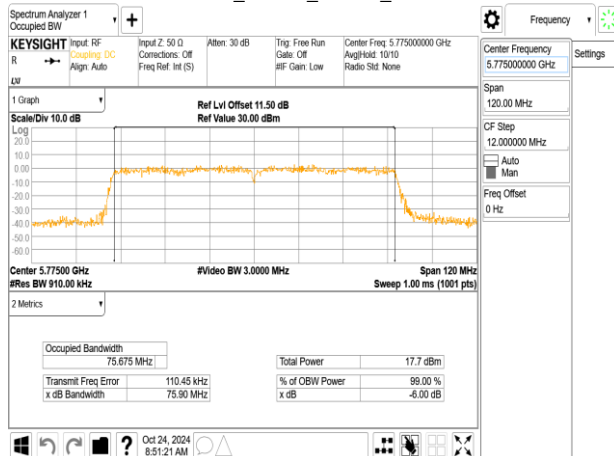 Spectrum Analyzer 1
Occupied BW
KEYSIGHT
R
Input: RF
Coupling: DC
Align: Auto
Input Z: 50 Ω
Corrections: Off
Freq Ref: Int (S)
Atten: 30 dB
Trig: Free Run
Gate: Off
#IF Gain: Low
Center Freq: 5.775000000 GHz
Avg|Hold: 10/10
Radio Std: None
LXI
1 Graph
Scale/Div 10.0 dB
Ref Lvl Offset 11.50 dB
Ref Value 30.00 dBm
Log
20.0
10.0
0.00
-10.0
-20.0
-30.0
-40.0
-50.0
-60.0
Center 5.77500 GHz
#Res BW 910.00 kHz
#Video BW 3.0000 MHz
Span 120 MHz
Sweep 1.00 ms (1001 pts)
2 Metrics
Occupied Bandwidth
75.675 MHz
Transmit Freq Error 110.45 kHz
x dB Bandwidth 75.90 MHz
Total Power 17.7 dBm
% of OBW Power 99.00 %
x dB -6.00 dB
Oct 24, 2024
8:51:21 AM
Frequency
Settings
Center Frequency
5.775000000 GHz
Span
120.00 MHz
CF Step
12.000000 MHz
Auto
Man
Freq Offset
0 Hz